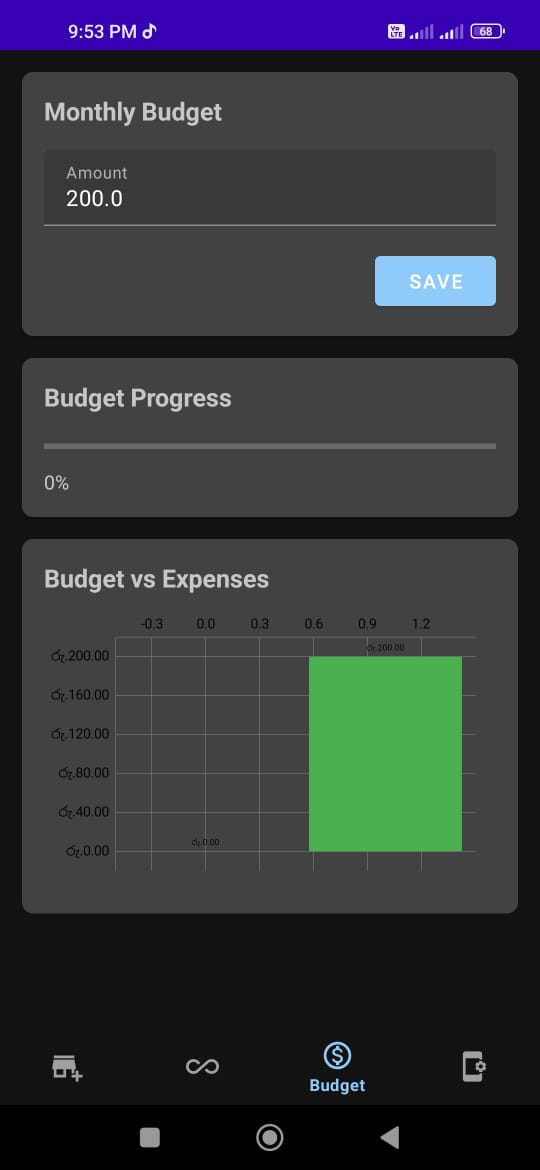 9:53 PM
Vo LTE
68
Monthly Budget
Amount
200.0
SAVE
Budget Progress
0%
Budget vs Expenses
-0.3 0.0 0.3 0.6 0.9 1.2
රු.200.00
රු.200.00
රු.160.00
රු.120.00
රු.80.00
රු.40.00
රු.0.00
රු.0.00
Budget